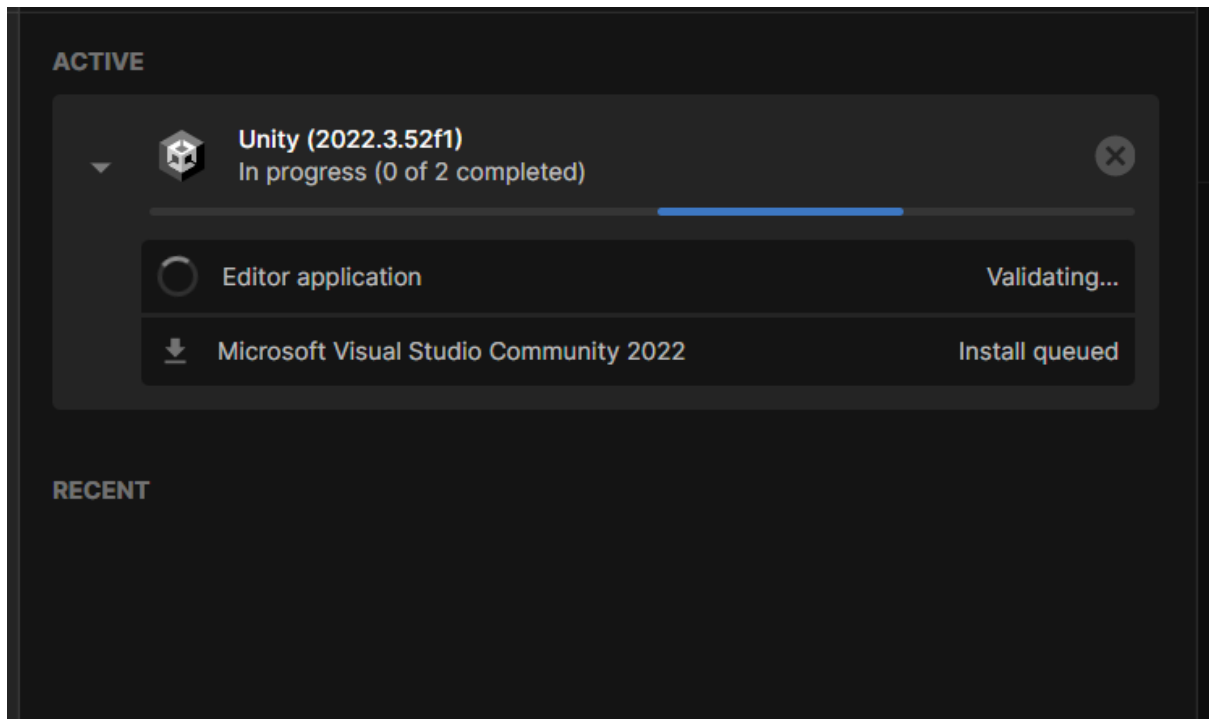 ACTIVE
Unity (2022.3.52f1)
In progress (0 of 2 completed)
Editor application Validating...
Microsoft Visual Studio Community 2022 Install queued
RECENT